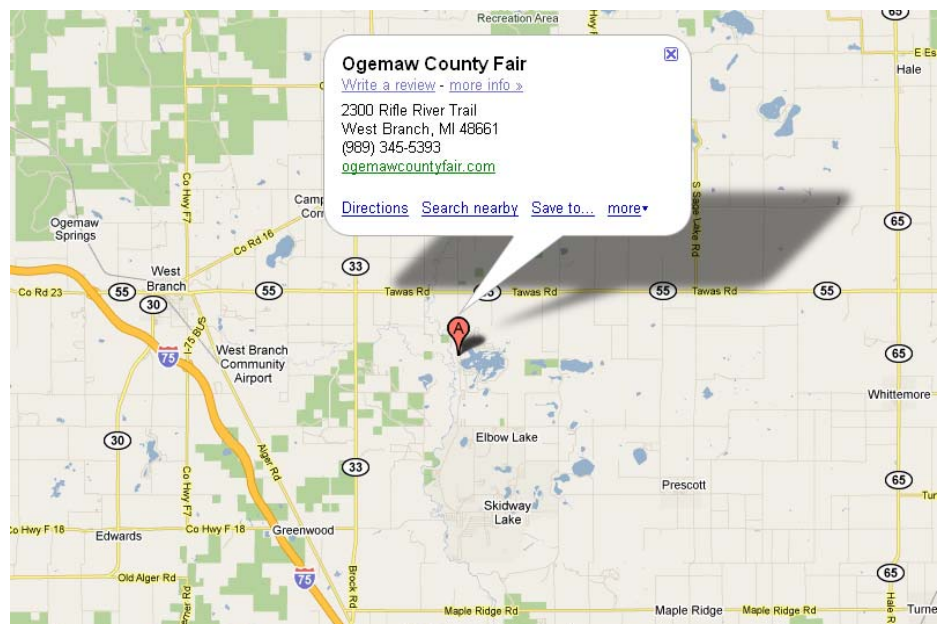 Recreation Area
Hwy
65
E Es
Hale
Ogemaw County Fair
Write a review - more info »
2300 Rifle River Trail
West Branch, MI 48661
(989) 345-5393
ogemawcountyfair.com
Directions Search nearby Save to... more
Co Hwy F7
Camp
Corn
S Sage Lake Rd
65
Ogemaw
Springs
Co Rd 16
33
West
Branch
Co Rd 23
55
30
55
Tawas Rd
55
Tawas Rd
55
Tawas Rd
55
A
I-75 BUS
75
West Branch
Community
Airport
65
Whittemore
30
Elbow Lake
Alger Rd
33
Co Hwy F7
Prescott
65
Tur
Skidway
Lake
Co Hwy F 18
Edwards
Co Hwy F 18
Greenwood
Old Alger Rd
75
Brock Rd
65
Hale R
Maple Ridge Rd
Maple Ridge
Maple Ridge Rd
Turne